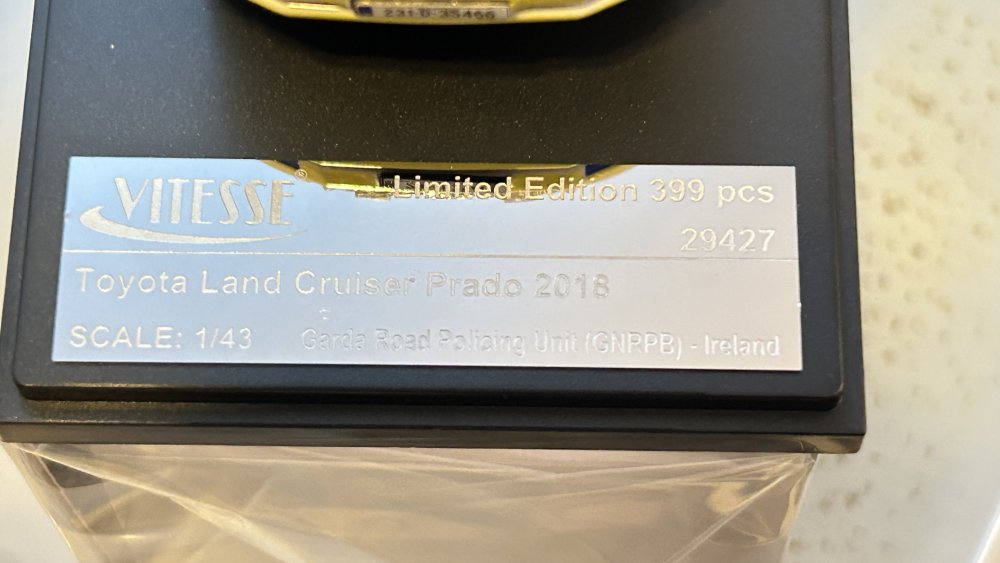 231-D-35466
VITESSE®
Limited Edition 399 pcs
29427
Toyota Land Cruiser Prado 2018
SCALE: 1/43
Garda Road Policing Unit (GNRPB) - Ireland